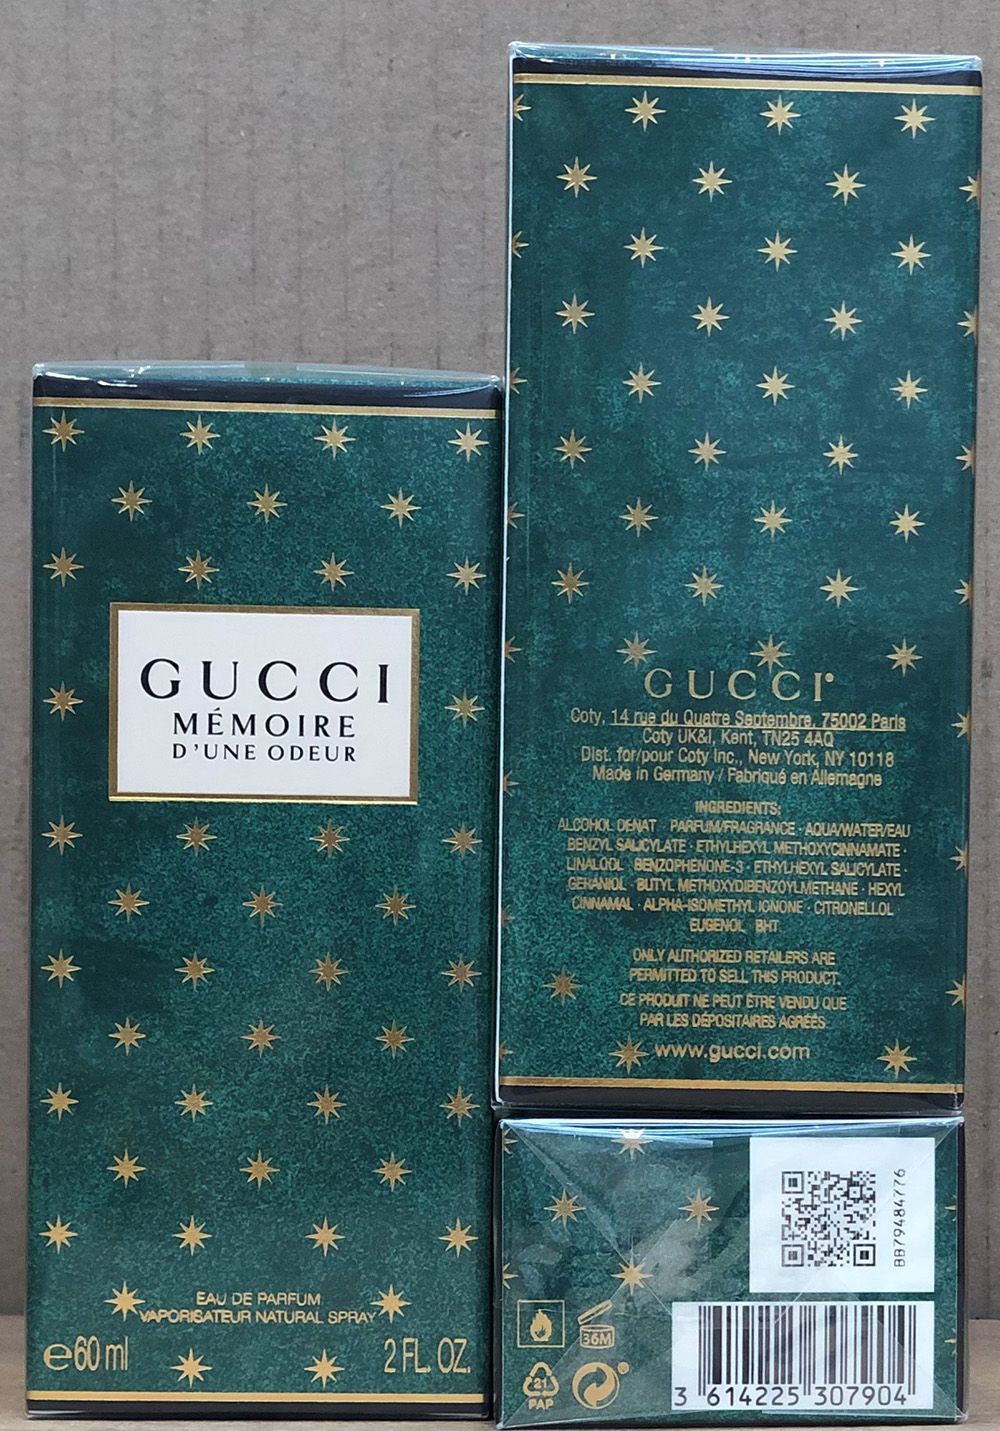 GUCCI
MÉMOIRE
D'UNE ODEUR
EAU DE PARFUM
VAPORISATEUR NATURAL SPRAY
℮60 ml 2 FL. OZ.
GUCCI®
Coty, 14 rue du Quatre Septembre, 75002 Paris
Coty UK&I, Kent, TN25 4AQ
Dist. for/pour Coty Inc., New York, NY 10118
Made in Germany / Fabriqué en Allemagne
INGREDIENTS:
ALCOHOL DENAT · PARFUM/FRAGRANCE · AQUA/WATER/EAU
BENZYL SALICYLATE · ETHYLHEXYL METHOXYCINNAMATE ·
LINALOOL · BENZOPHENONE-3 · ETHYLHEXYL SALICYLATE ·
GERANIOL · BUTYL METHOXYDIBENZOYLMETHANE · HEXYL
CINNAMAL · ALPHA-ISOMETHYL IONONE · CITRONELLOL
EUGENOL · BHT
ONLY AUTHORIZED RETAILERS ARE
PERMITTED TO SELL THIS PRODUCT.
CE PRODUIT NE PEUT ÊTRE VENDU QUE
PAR LES DÉPOSITAIRES AGRÉÉS
www.gucci.com
BB79484776
36M
21
PAP
3 614225 307904